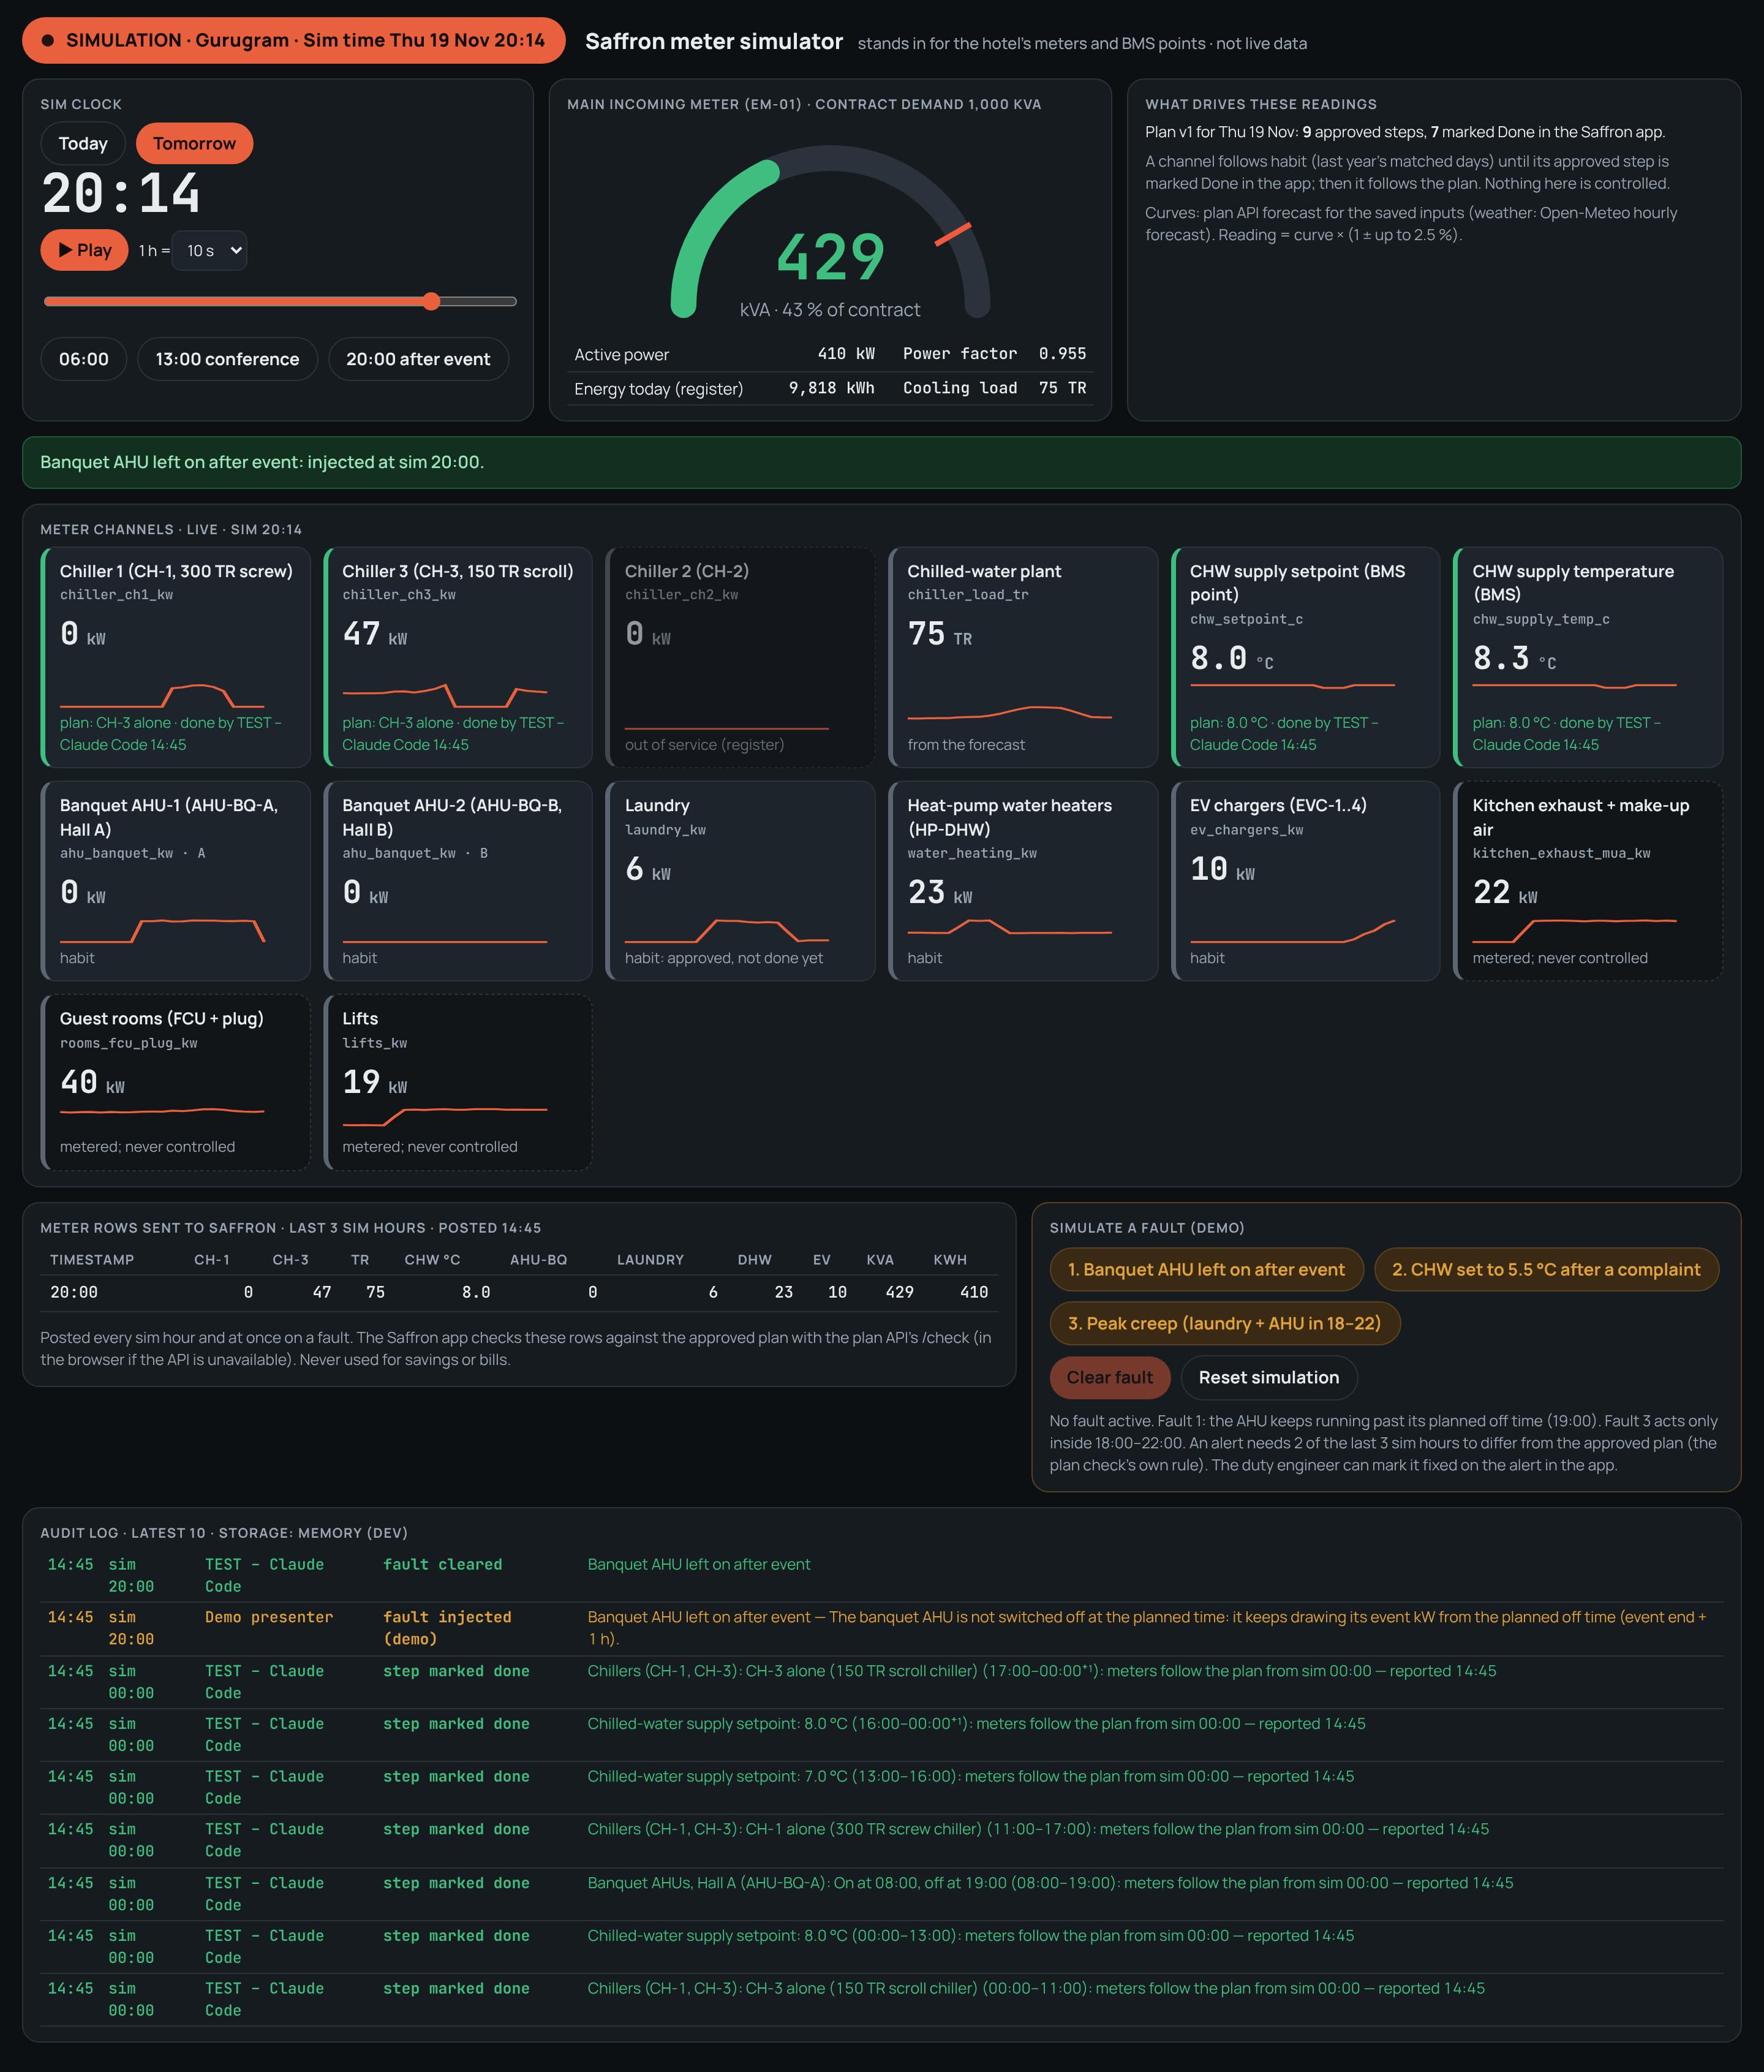 SIMULATION · Gurugram · Sim time Thu 19 Nov 20:14
Saffron meter simulator
stands in for the hotel's meters and BMS points · not live data
SIM CLOCK
Today
Tomorrow
20:14
▶ Play
1 h =
10 s
06:00
13:00 conference
20:00 after event
MAIN INCOMING METER (EM-01) · CONTRACT DEMAND 1,000 KVA
429
kVA · 43 % of contract
Active power 410 kW Power factor 0.955
Energy today (register) 9,818 kWh Cooling load 75 TR
WHAT DRIVES THESE READINGS
Plan v1 for Thu 19 Nov: 9 approved steps, 7 marked Done in the Saffron app.
A channel follows habit (last year's matched days) until its approved step is
marked Done in the app; then it follows the plan. Nothing here is controlled.
Curves: plan API forecast for the saved inputs (weather: Open-Meteo hourly
forecast). Reading = curve × (1 ± up to 2.5 %).
Banquet AHU left on after event: injected at sim 20:00.
METER CHANNELS · LIVE · SIM 20:14
Chiller 1 (CH-1, 300 TR screw)
chiller_ch1_kw
0 kW
plan: CH-3 alone · done by TEST –
Claude Code 14:45
Chiller 3 (CH-3, 150 TR scroll)
chiller_ch3_kw
47 kW
plan: CH-3 alone · done by TEST –
Claude Code 14:45
Chiller 2 (CH-2)
chiller_ch2_kw
0 kW
out of service (register)
Chilled-water plant
chiller_load_tr
75 TR
from the forecast
CHW supply setpoint (BMS
point)
chw_setpoint_c
8.0 °C
plan: 8.0 °C · done by TEST –
Claude Code 14:45
CHW supply temperature
(BMS)
chw_supply_temp_c
8.3 °C
plan: 8.0 °C · done by TEST –
Claude Code 14:45
Banquet AHU-1 (AHU-BQ-A,
Hall A)
ahu_banquet_kw · A
0 kW
habit
Banquet AHU-2 (AHU-BQ-B,
Hall B)
ahu_banquet_kw · B
0 kW
habit
Laundry
laundry_kw
6 kW
habit: approved, not done yet
Heat-pump water heaters
(HP-DHW)
water_heating_kw
23 kW
habit
EV chargers (EVC-1..4)
ev_chargers_kw
10 kW
habit
Kitchen exhaust + make-up
air
kitchen_exhaust_mua_kw
22 kW
metered; never controlled
Guest rooms (FCU + plug)
rooms_fcu_plug_kw
40 kW
metered; never controlled
Lifts
lifts_kw
19 kW
metered; never controlled
METER ROWS SENT TO SAFFRON · LAST 3 SIM HOURS · POSTED 14:45
TIMESTAMP CH-1 CH-3 TR CHW °C AHU-BQ LAUNDRY DHW EV KVA KWH
20:00 0 47 75 8.0 0 6 23 10 429 410
Posted every sim hour and at once on a fault. The Saffron app checks these rows against the approved plan with the plan API's /check (in
the browser if the API is unavailable). Never used for savings or bills.
SIMULATE A FAULT (DEMO)
1. Banquet AHU left on after event
2. CHW set to 5.5 °C after a complaint
3. Peak creep (laundry + AHU in 18–22)
Clear fault
Reset simulation
No fault active. Fault 1: the AHU keeps running past its planned off time (19:00). Fault 3 acts only
inside 18:00–22:00. An alert needs 2 of the last 3 sim hours to differ from the approved plan (the
plan check's own rule). The duty engineer can mark it fixed on the alert in the app.
AUDIT LOG · LATEST 10 · STORAGE: MEMORY (DEV)
14:45 sim TEST – Claude fault cleared Banquet AHU left on after event
20:00 Code
14:45 sim Demo presenter fault injected Banquet AHU left on after event — The banquet AHU is not switched off at the planned time: it keeps drawing its event kW from the planned off time (event end +
20:00 (demo) 1 h).
14:45 sim TEST – Claude step marked done Chillers (CH-1, CH-3): CH-3 alone (150 TR scroll chiller) (17:00–00:00⁺¹): meters follow the plan from sim 00:00 — reported 14:45
00:00 Code
14:45 sim TEST – Claude step marked done Chilled-water supply setpoint: 8.0 °C (16:00–00:00⁺¹): meters follow the plan from sim 00:00 — reported 14:45
00:00 Code
14:45 sim TEST – Claude step marked done Chilled-water supply setpoint: 7.0 °C (13:00–16:00): meters follow the plan from sim 00:00 — reported 14:45
00:00 Code
14:45 sim TEST – Claude step marked done Chillers (CH-1, CH-3): CH-1 alone (300 TR screw chiller) (11:00–17:00): meters follow the plan from sim 00:00 — reported 14:45
00:00 Code
14:45 sim TEST – Claude step marked done Banquet AHUs, Hall A (AHU-BQ-A): On at 08:00, off at 19:00 (08:00–19:00): meters follow the plan from sim 00:00 — reported 14:45
00:00 Code
14:45 sim TEST – Claude step marked done Chilled-water supply setpoint: 8.0 °C (00:00–13:00): meters follow the plan from sim 00:00 — reported 14:45
00:00 Code
14:45 sim TEST – Claude step marked done Chillers (CH-1, CH-3): CH-3 alone (150 TR scroll chiller) (00:00–11:00): meters follow the plan from sim 00:00 — reported 14:45
00:00 Code